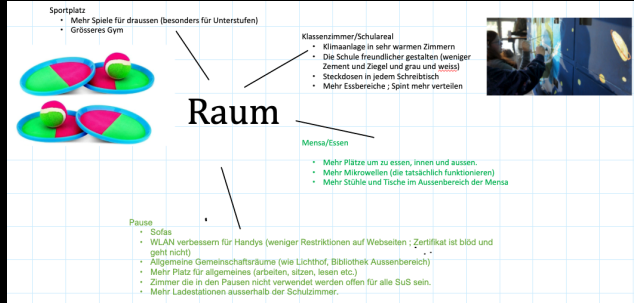 Sportplatz
• Mehr Spiele für draussen (besonders für Unterstufen)
• Grösseres Gym
Klassenzimmer/Schulareal
• Klimaanlage in sehr warmen Zimmern
• Die Schule freundlicher gestalten (weniger
Zement und Ziegel und grau und weiss)
• Steckdosen in jedem Schreibtisch
• Mehr Essbereiche ; Spint mehr verteilen
Raum
Mensa/Essen
• Mehr Plätze um zu essen, innen und aussen.
• Mehr Mikrowellen (die tatsächlich funktionieren)
• Mehr Stühle und Tische im Aussenbereich der Mensa
Pause
• Sofas
• WLAN verbessern für Handys (weniger Restriktionen auf Webseiten ; Zertifikat ist blöd und
geht nicht)
• Allgemeine Gemeinschaftsräume (wie Lichthof, Bibliothek Aussenbereich)
• Mehr Platz für allgemeines (arbeiten, sitzen, lesen etc.)
• Zimmer die in den Pausen nicht verwendet werden offen für alle SuS sein.
• Mehr Ladestationen ausserhalb der Schulzimmer.